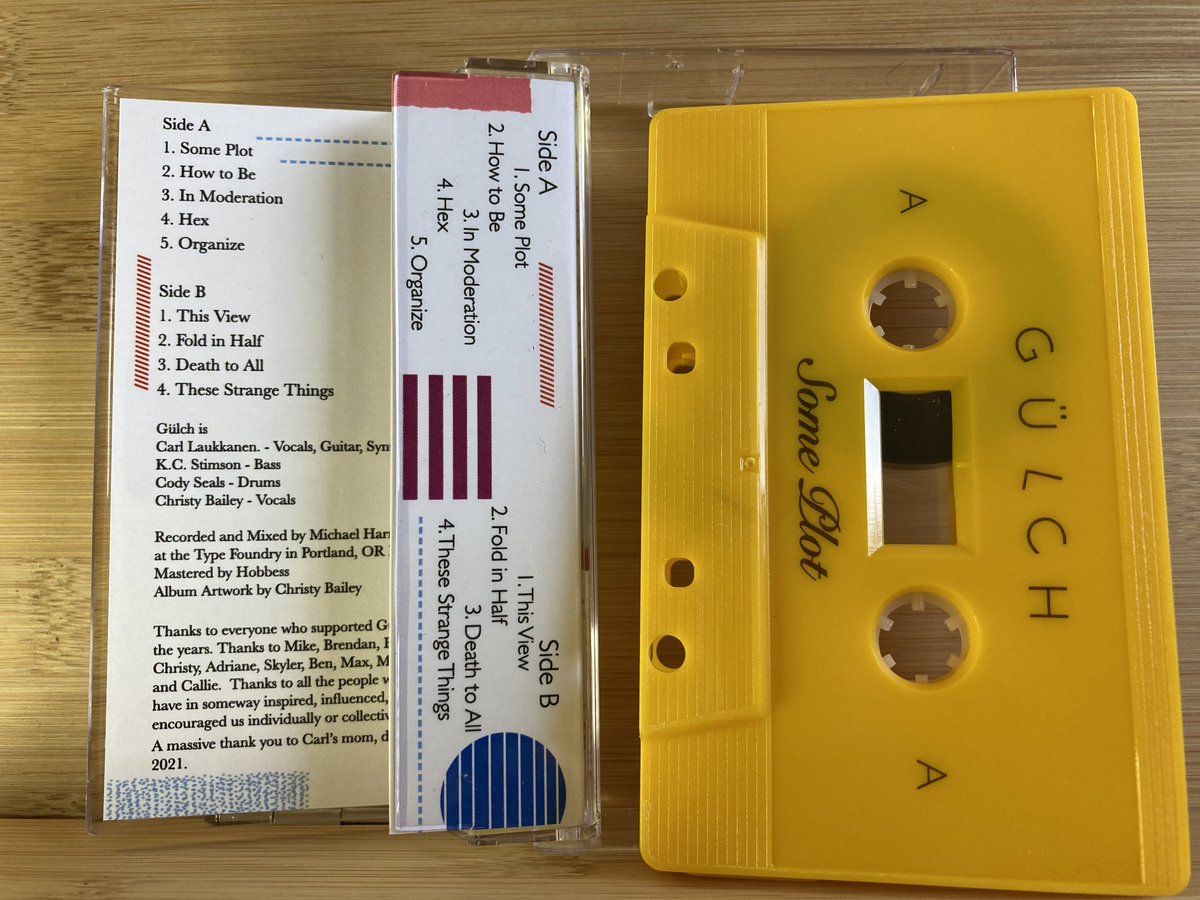 Side A
1. Some Plot
2. How to Be
3. In Moderation
4. Hex
5. Organize
Side B
1. This View
2. Fold in Half
3. Death to All
4. These Strange Things
Gülch is
Carl Laukkanen. - Vocals, Guitar,
K.C. Stimson - Bass
Cody Seals - Drums
Christy Bailey - Vocals
Recorded and Mixed by Michael
at the Type Foundry in Portland, OR
Mastered by Hobbess
Album Artwork by Christy Bailey
Thanks to everyone who supported
the years. Thanks to Mike, Brendan,
Christy, Adriane, Skyler, Ben, Max,
and Callie. Thanks to all the people
have in someway inspired, influenced,
encouraged us individually or
A massive thank you to Carl's mom,
2021.
Side A
1. Some Plot
2. How to Be
3. In Moderation
4. Hex
5. Organize
Side B
1. This View
2. Fold in Half
3. Death to All
4. These Strange Things
A
GÜLCH
Some Plot
A